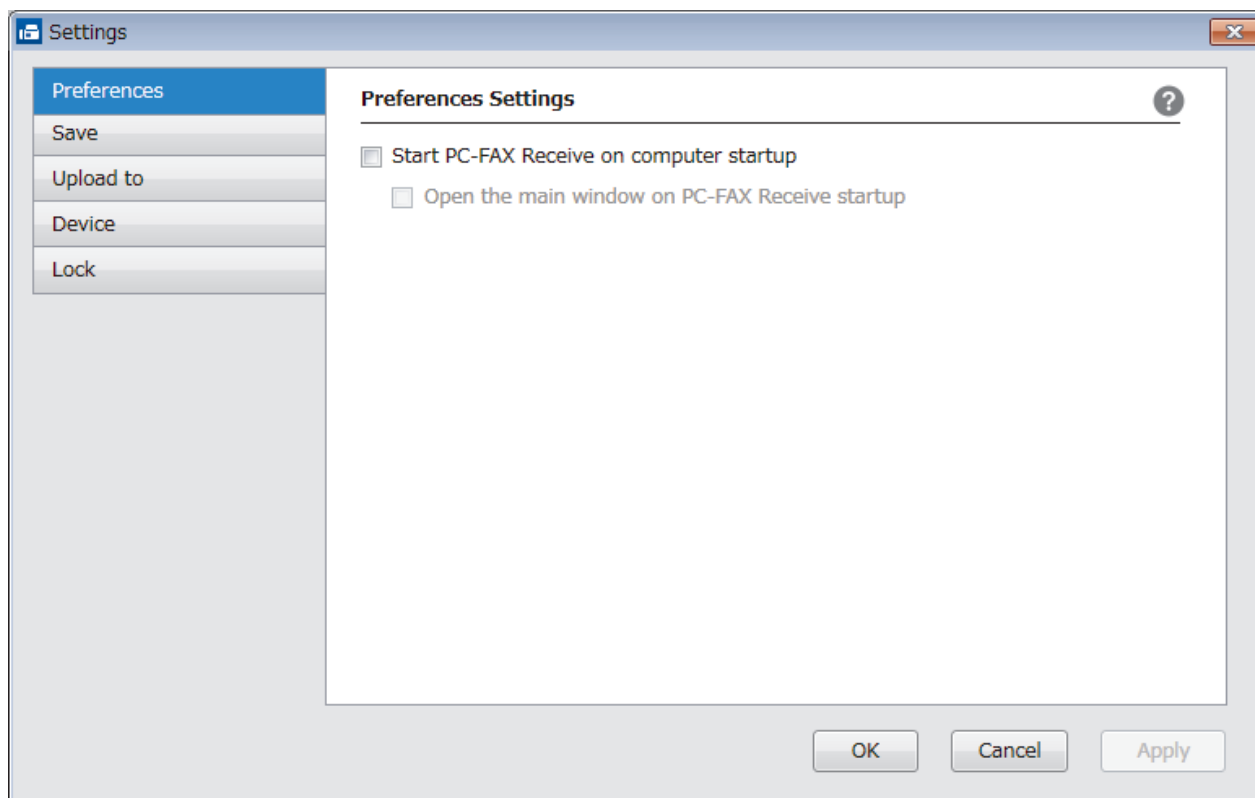 Settings
Preferences
Save
Upload to
Device
Lock
Preferences Settings
?
Start PC-FAX Receive on computer startup
Open the main window on PC-FAX Receive startup
OK
Cancel
Apply